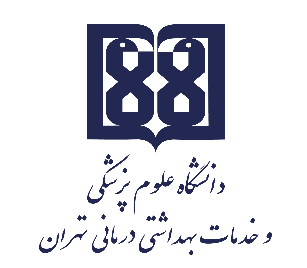 دانشگاه علوم پزشکی
و خدمات بهداشتی درمانی تهران